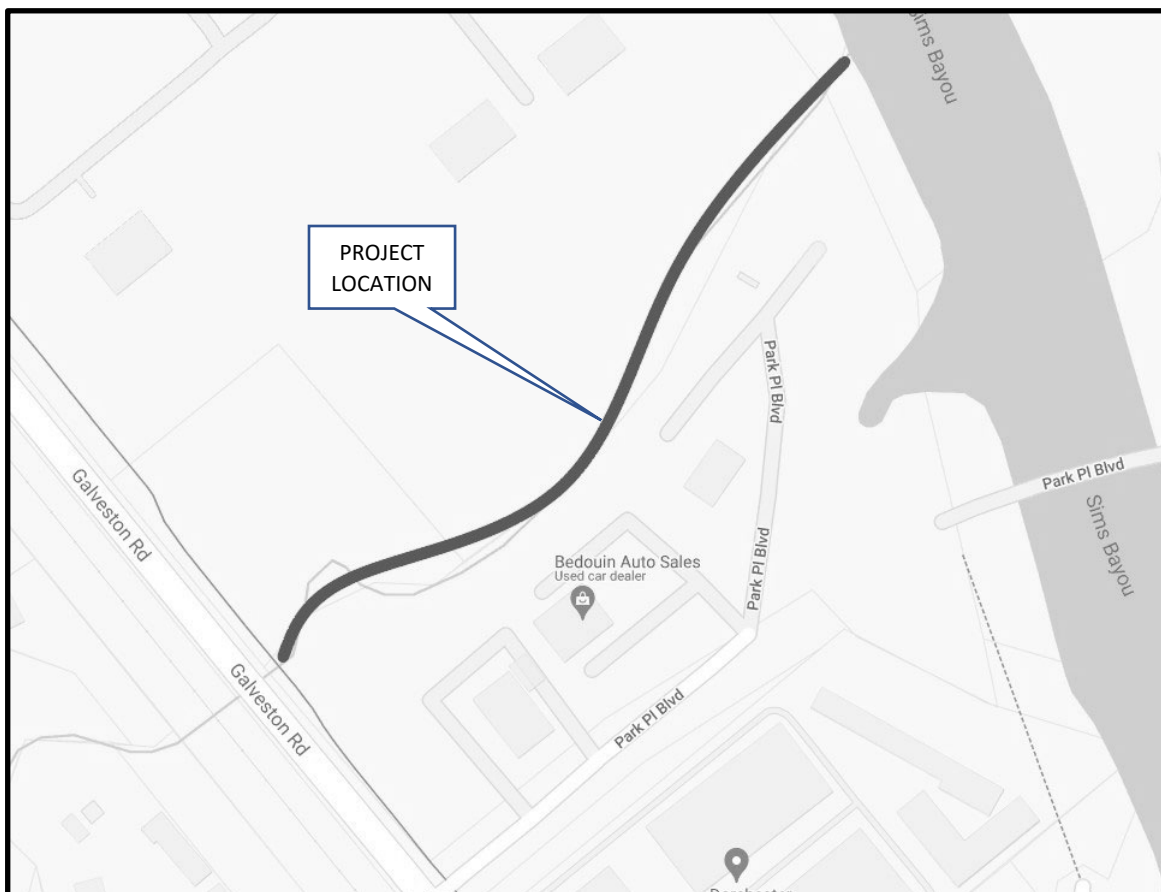 Sims Bayou
PROJECT
LOCATION
Park Pl Blvd
Park Pl Blvd
Galveston Rd
Sims Bayou
Park Pl Blvd
Bedouin Auto Sales
Used car dealer
Galveston Rd
Park Pl Blvd